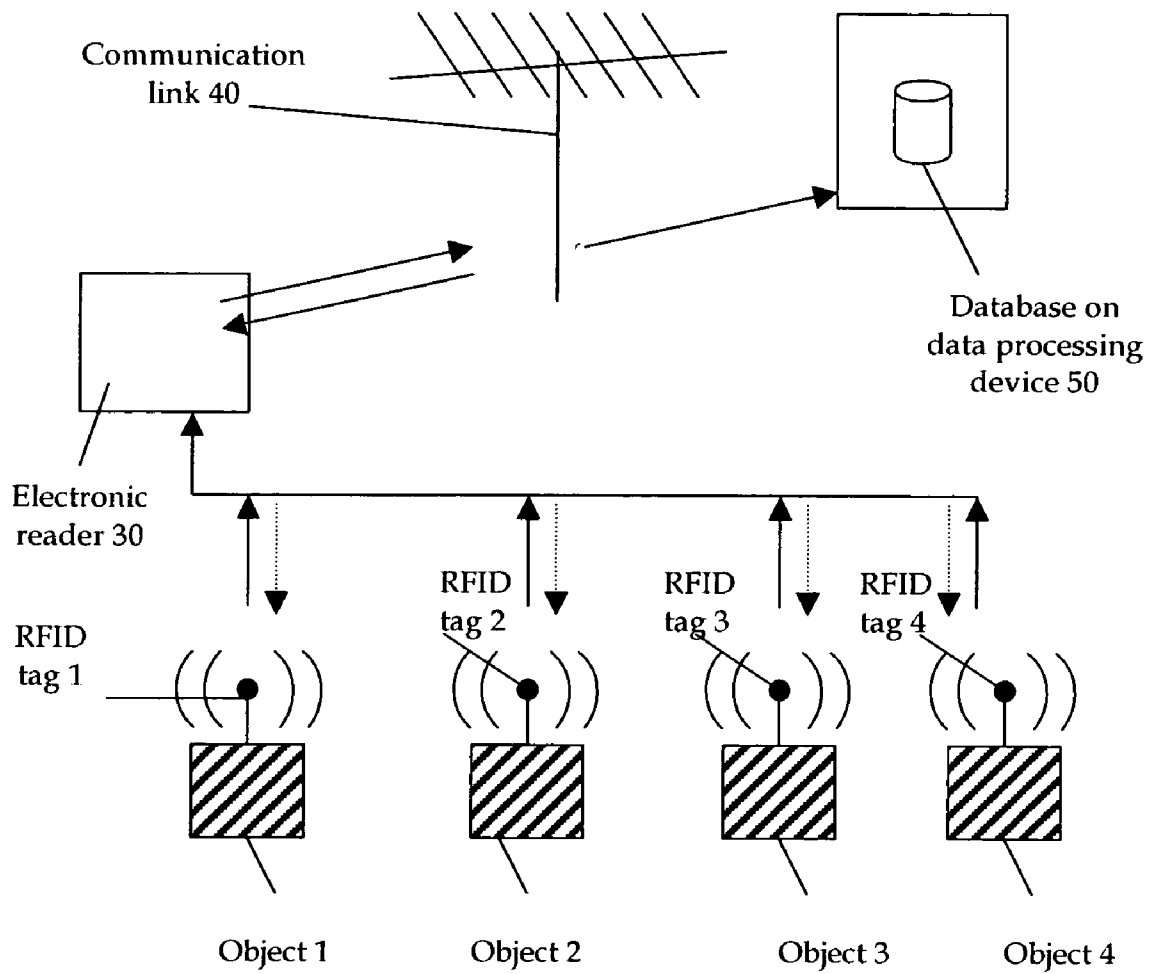 Communication
link 40
Database on
data processing
device 50
Electronic
reader 30
RFID
tag 1
RFID
tag 2
RFID
tag 3
RFID
tag 4
Object 1
Object 2
Object 3
Object 4